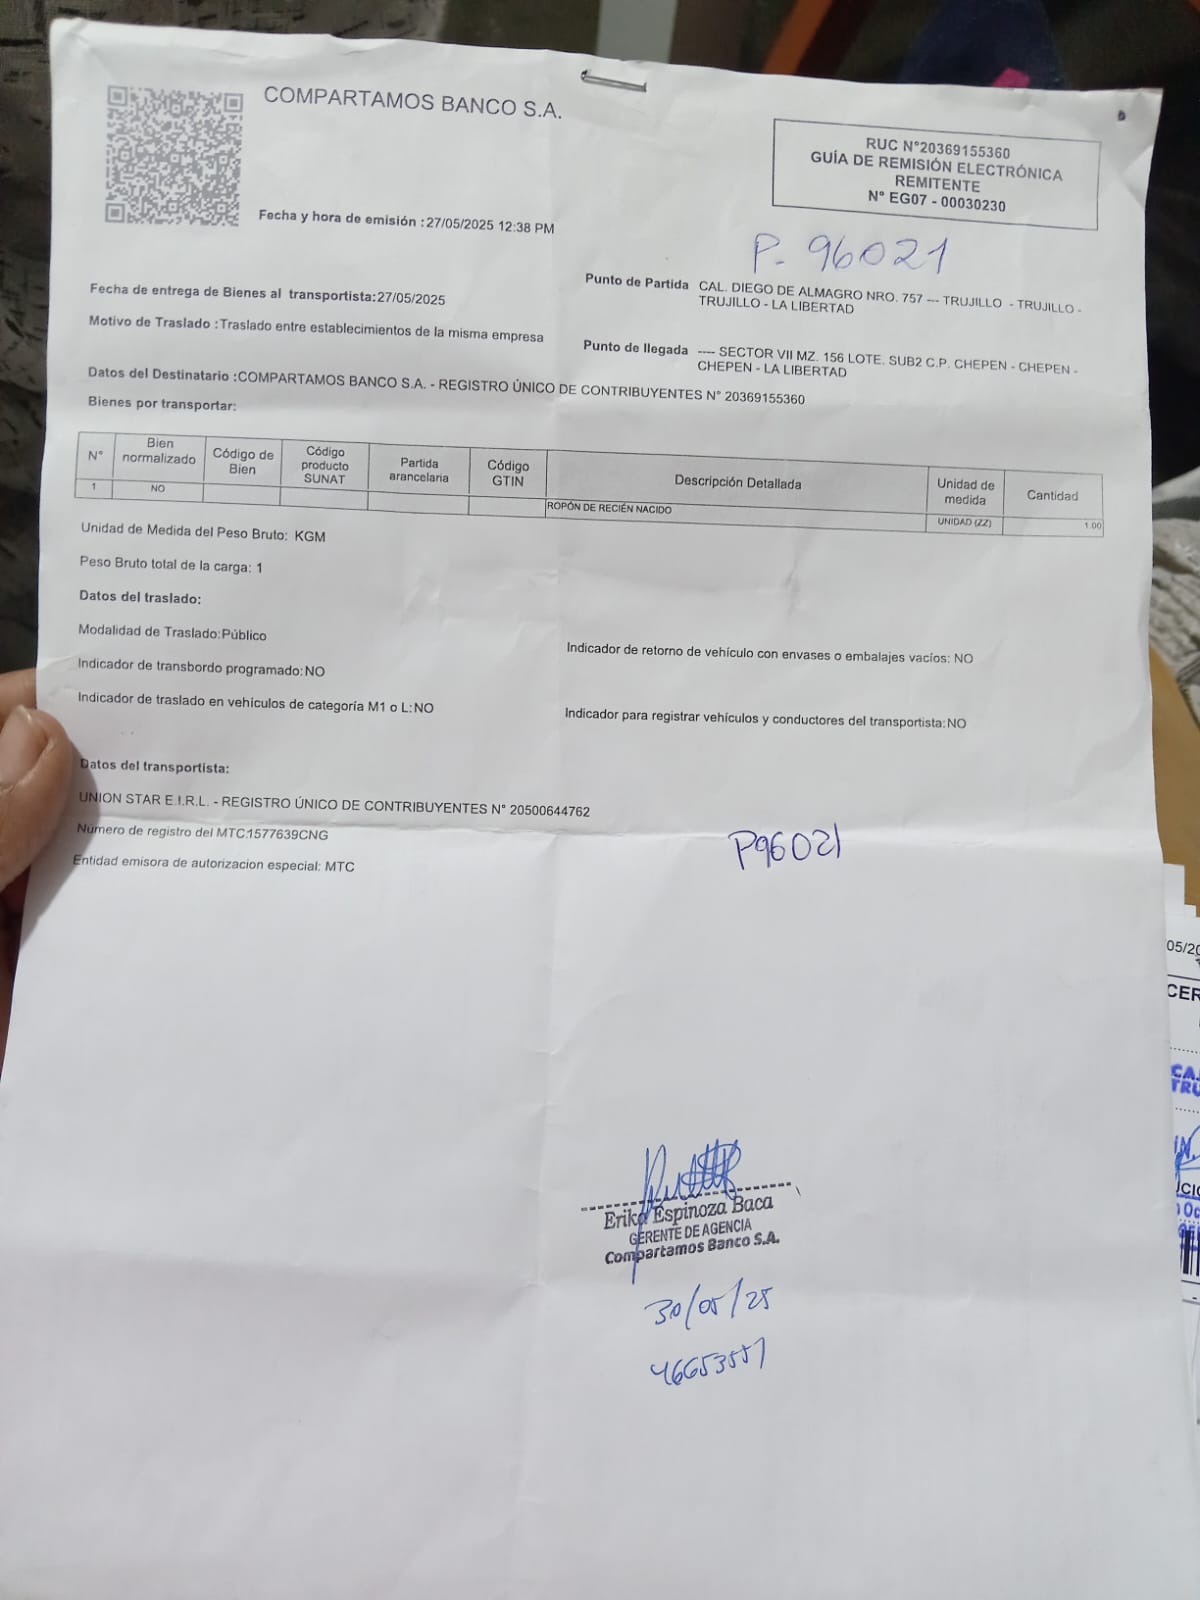 COMPARTAMOS BANCO S.A.
RUC N°20369155360
GUÍA DE REMISIÓN ELECTRÓNICA
REMITENTE
N° EG07 - 00030230
Fecha y hora de emisión :27/05/2025 12:38 PM
P- 96021
Fecha de entrega de Bienes al transportista:27/05/2025
Punto de Partida CAL. DIEGO DE ALMAGRO NRO. 757 --- TRUJILLO - TRUJILLO -
TRUJILLO - LA LIBERTAD
Motivo de Traslado :Traslado entre establecimientos de la misma empresa
Punto de llegada ---- SECTOR VII MZ. 156 LOTE. SUB2 C.P. CHEPEN - CHEPEN -
CHEPEN - LA LIBERTAD
Datos del Destinatario :COMPARTAMOS BANCO S.A. - REGISTRO ÚNICO DE CONTRIBUYENTES N° 20369155360
Bienes por transportar:
N° Bien normalizado Código de Bien Código producto SUNAT Partida arancelaria Código GTIN Descripción Detallada Unidad de medida Cantidad
1 NO ROPÓN DE RECIÉN NACIDO UNIDAD (ZZ) 1.00
Unidad de Medida del Peso Bruto: KGM
Peso Bruto total de la carga: 1
Datos del traslado:
Modalidad de Traslado:Público
Indicador de retorno de vehículo con envases o embalajes vacíos: NO
Indicador de transbordo programado:NO
Indicador de traslado en vehículos de categoría M1 o L:NO
Indicador para registrar vehículos y conductores del transportista:NO
Datos del transportista:
UNION STAR E.I.R.L. - REGISTRO ÚNICO DE CONTRIBUYENTES N° 20500644762
Número de registro del MTC:1577639CNG
P96021
Entidad emisora de autorizacion especial: MTC
Erika Espinoza Baca
GERENTE DE AGENCIA
Compartamos Banco S.A.
30/05/25
46653551
05/20
CER
CA
TRU